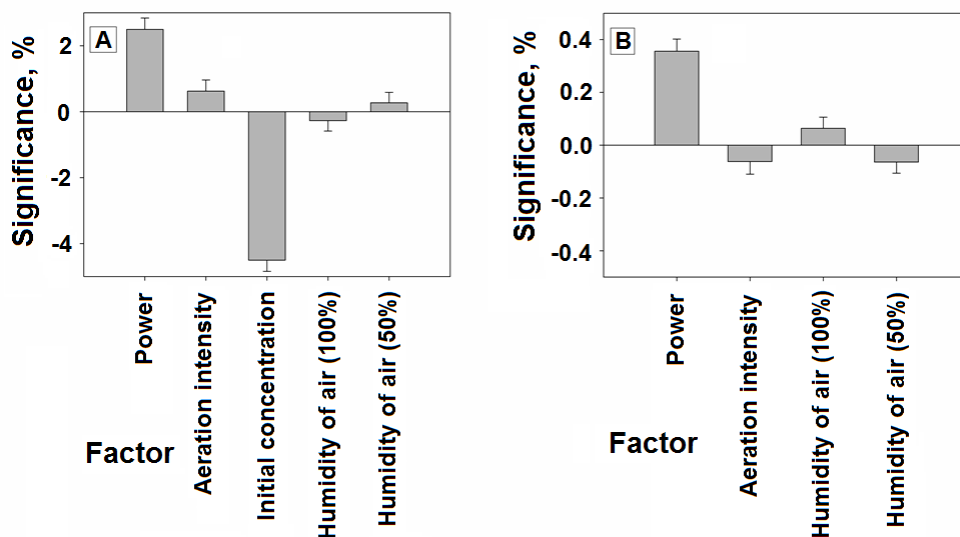 A
Significance, %
2
0
-2
-4
Power
Aeration intensity
Initial concentration
Humidity of air (100%)
Humidity of air (50%)
Factor
B
Significance, %
0.4
0.2
0.0
-0.2
-0.4
Power
Aeration intensity
Humidity of air (100%)
Humidity of air (50%)
Factor